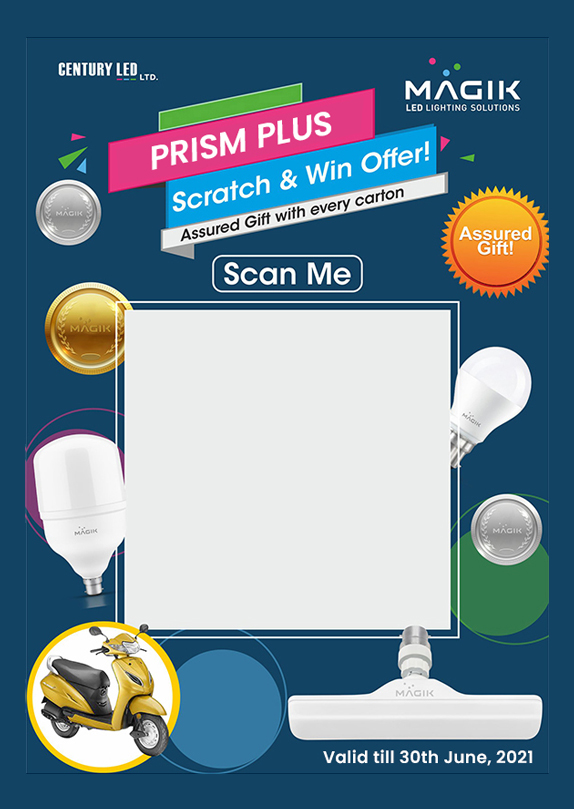 CENTURY LED LTD.
MAGIK
LED LIGHTING SOLUTIONS
PRISM PLUS
Scratch & Win Offer!
Assured Gift with every carton
MAGIK
Assured
Gift!
Scan Me
MAGIK
MAGIK
MAGIK
MAGIK
MAGIK
Valid till 30th June, 2021